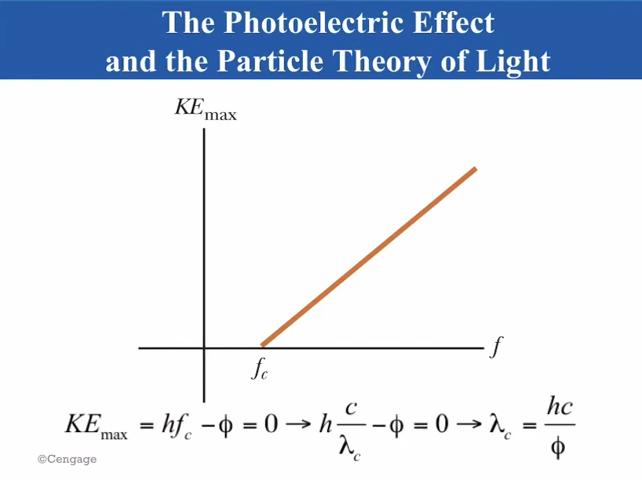 The Photoelectric Effect
and the Particle Theory of Light
KEmax
f
fc
KEmax = hfc − ϕ = 0 → h c/λc − ϕ = 0 → λc = hc/ϕ
©Cengage